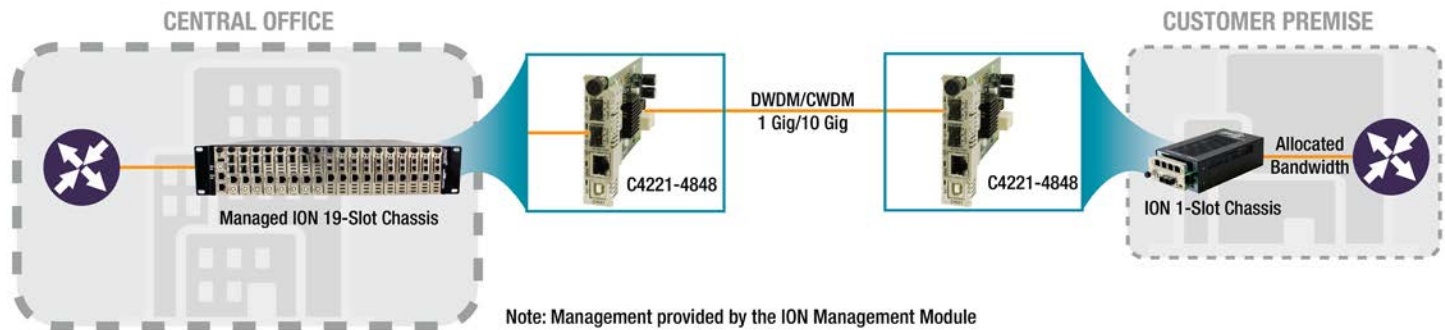 CENTRAL OFFICE
CUSTOMER PREMISE
DWDM/CWDM
1 Gig/10 Gig
C4221-4848
C4221-4848
Allocated
Bandwidth
Managed ION 19-Slot Chassis
ION 1-Slot Chassis
Note: Management provided by the ION Management Module